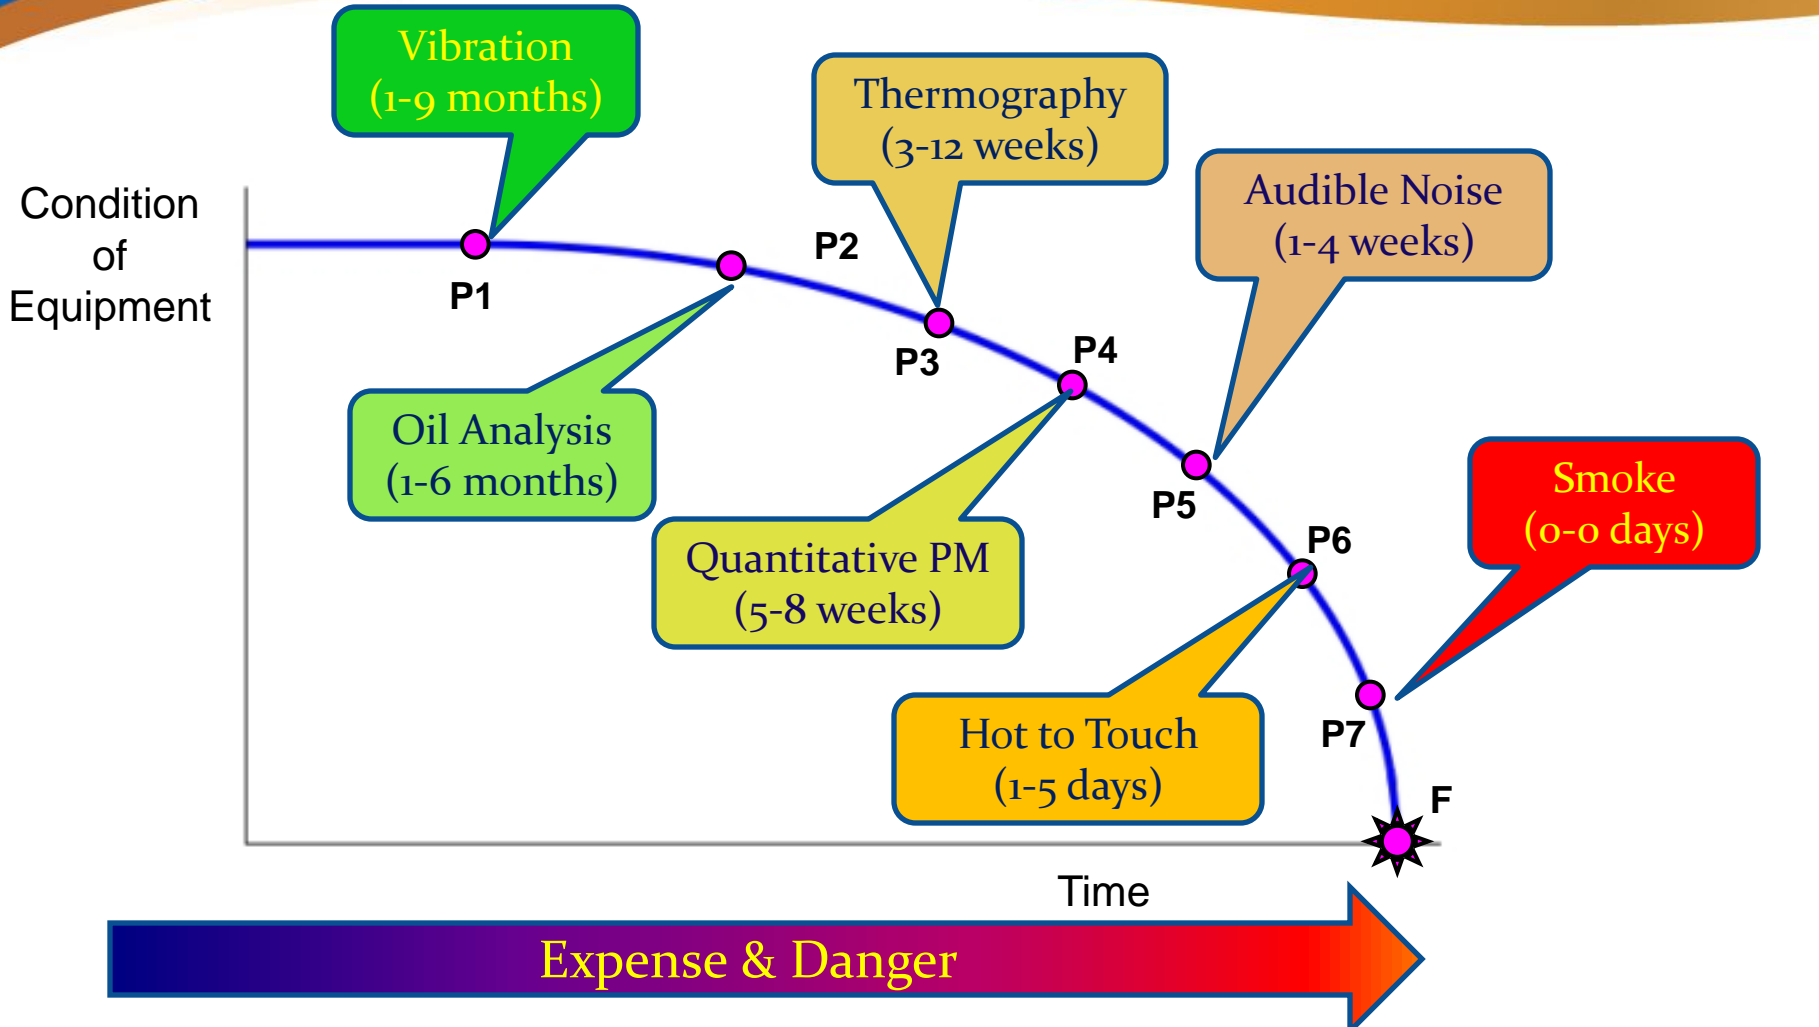 Vibration
(1-9 months)
Thermography
(3-12 weeks)
Audible Noise
(1-4 weeks)
Condition
of
Equipment
P1
P2
P3
P4
Oil Analysis
(1-6 months)
P5
Smoke
(0-0 days)
Quantitative PM
(5-8 weeks)
P6
Hot to Touch
(1-5 days)
P7
F
Time
Expense & Danger